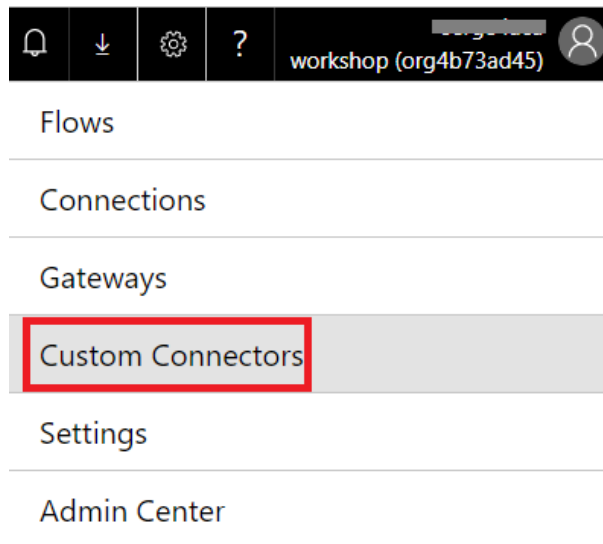 ?
workshop (org4b73ad45)
Flows
Connections
Gateways
Custom Connectors
Settings
Admin Center